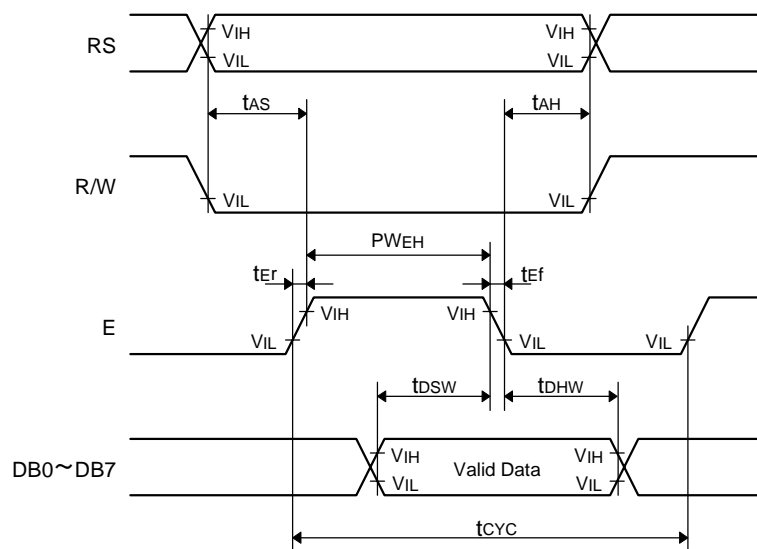 RS VIH VIH
VIL VIL
tAS tAH
R/W VIL VIL
PWEH
tEr tEf
E VIH VIH
VIL VIL VIL
tDSW tDHW
VIH VIH
DB0～DB7 Valid Data
VIL VIL
tCYC